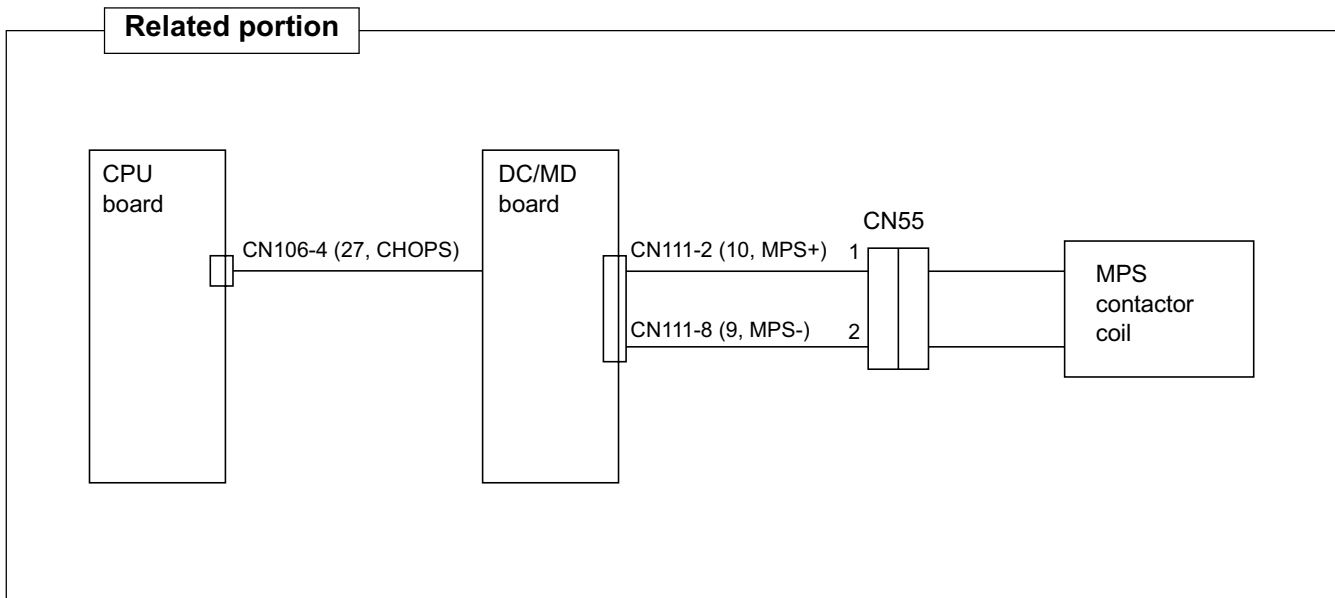 Related portion
CPU
board
DC/MD
board
CN55
CN106-4 (27, CHOPS)
CN111-2 (10, MPS+)
1
CN111-8 (9, MPS-)
2
MPS
contactor
coil